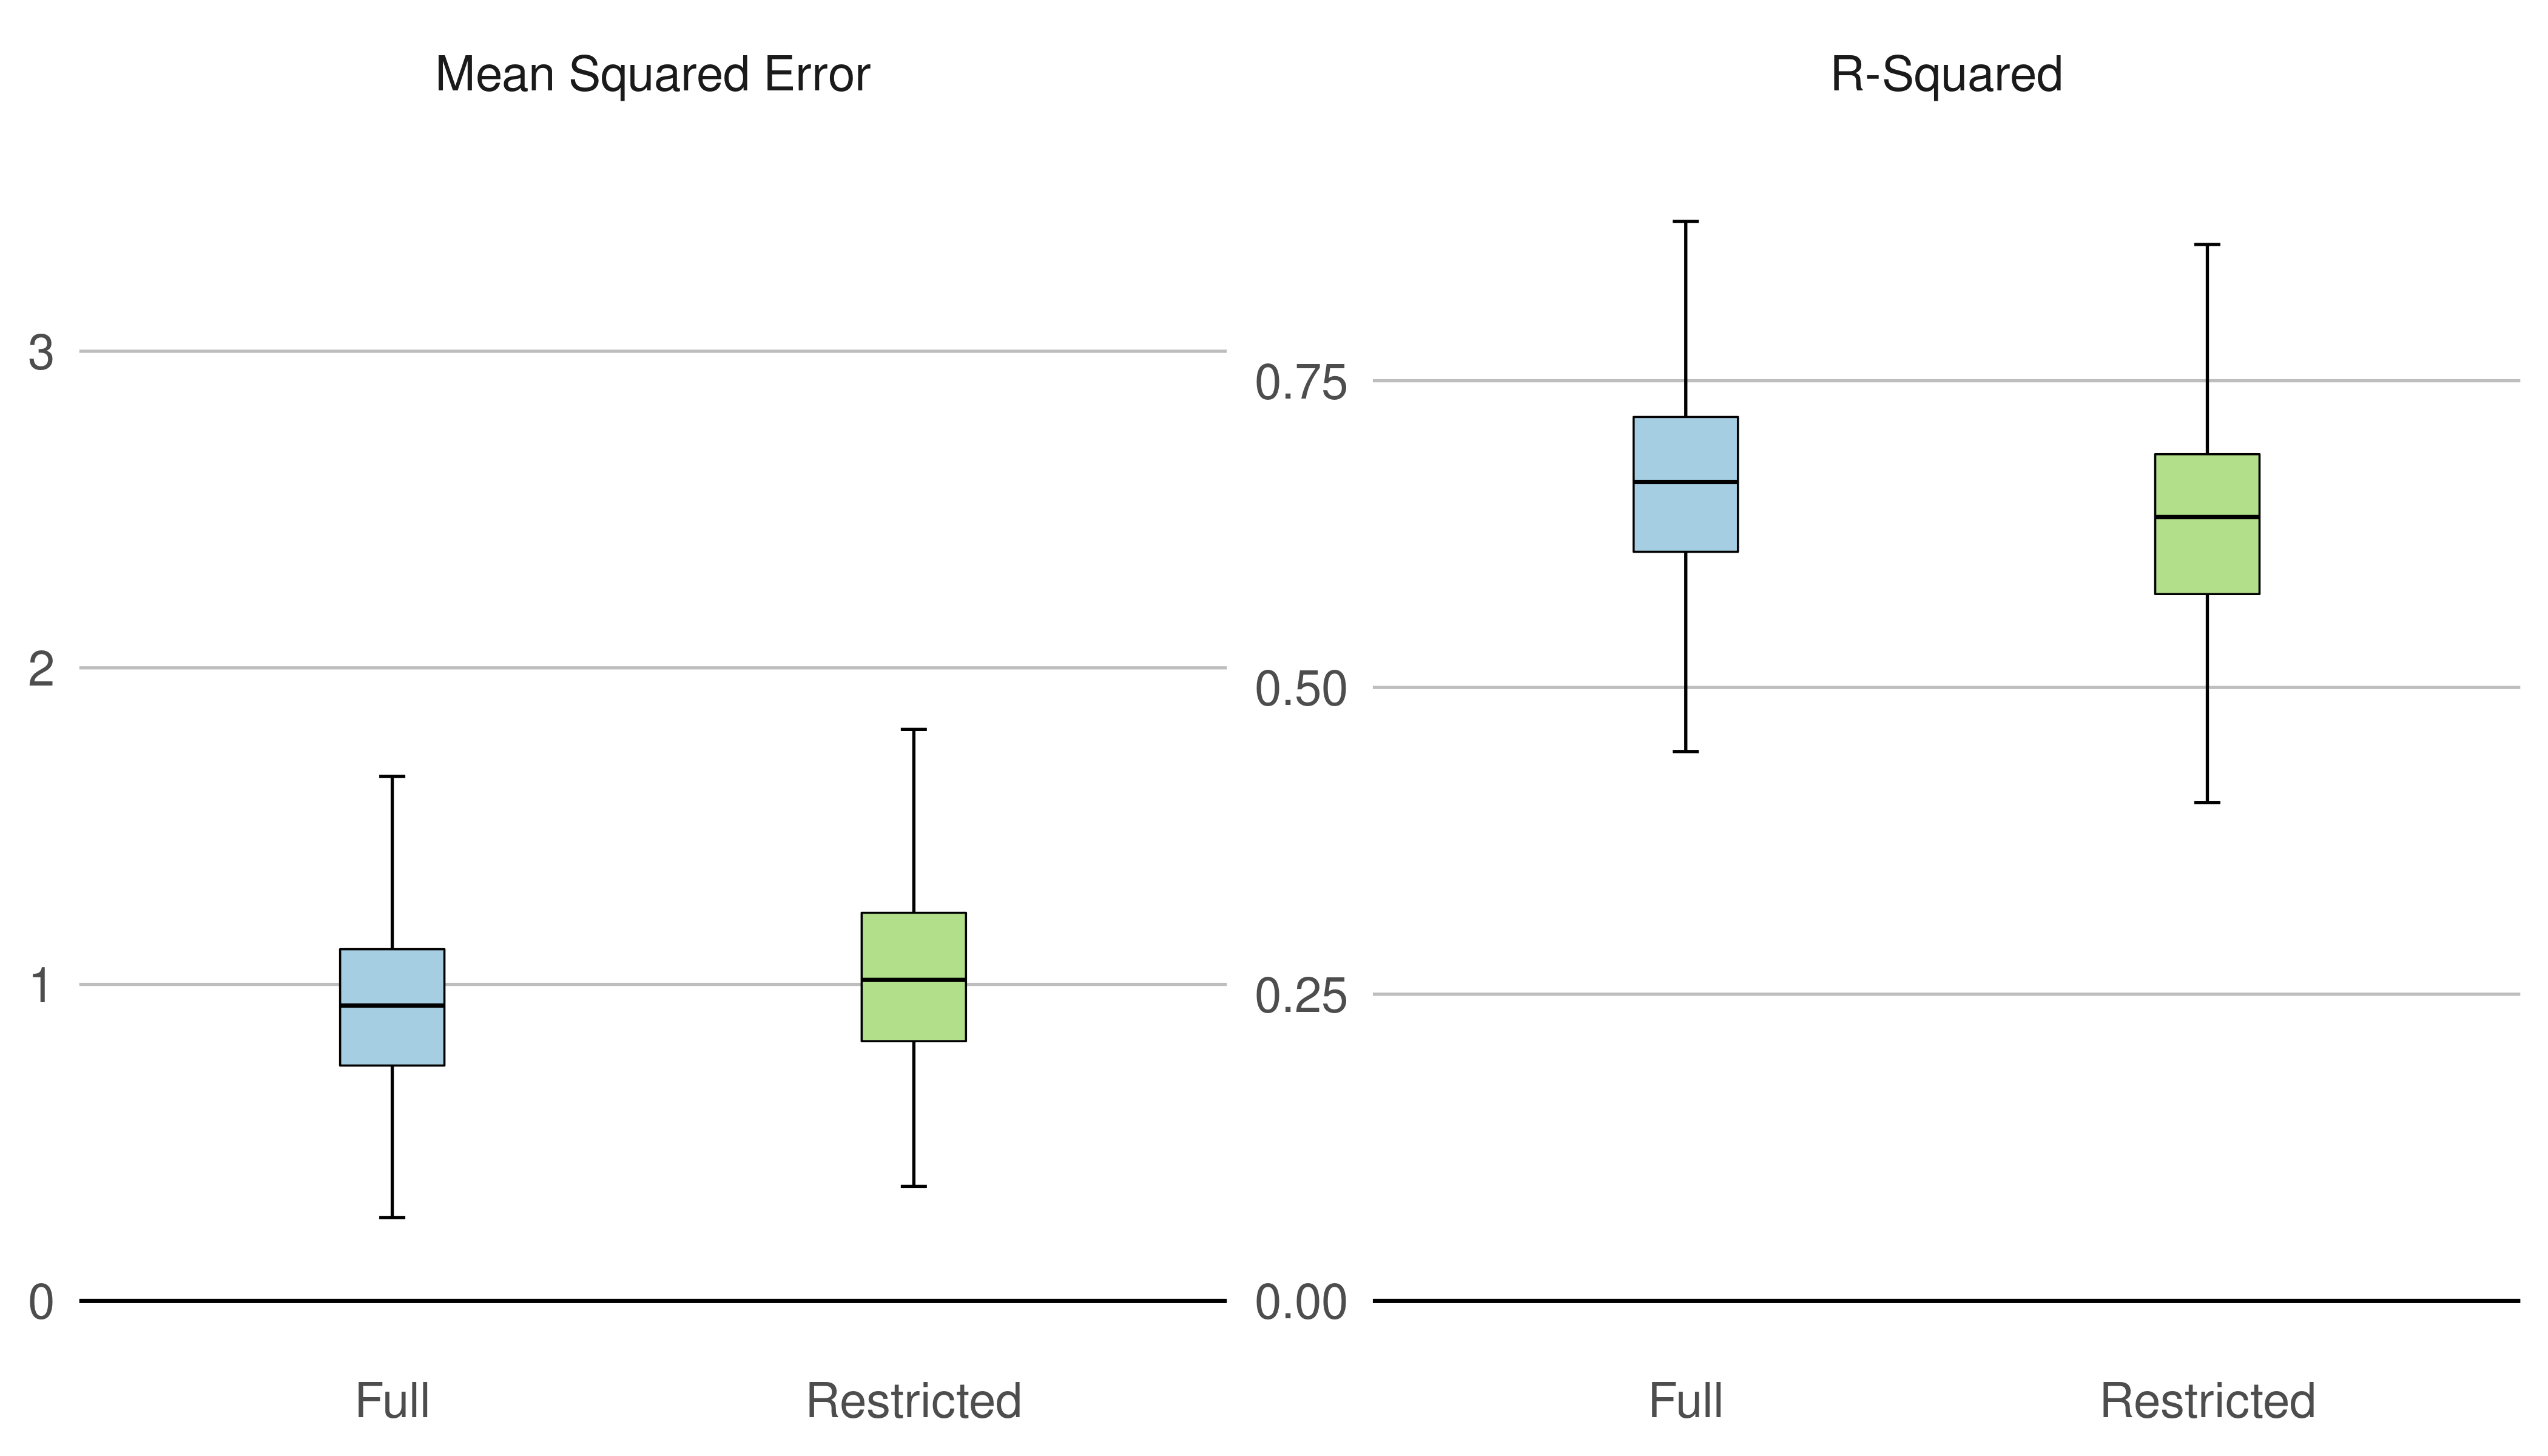 Mean Squared Error
3
2
1
0
Full Restricted
R-Squared
0.75
0.50
0.25
0.00
Full Restricted